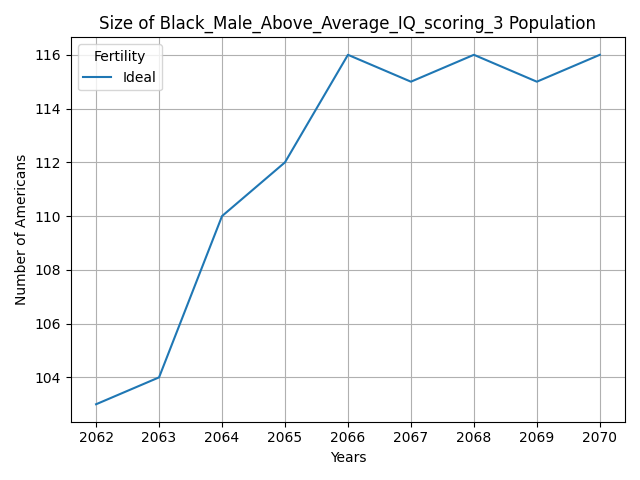 Size of Black_Male_Above_Average_IQ_scoring_3 Population
Fertility
Ideal
116
114
112
110
108
106
104
Number of Americans
2062 2063 2064 2065 2066 2067 2068 2069 2070
Years